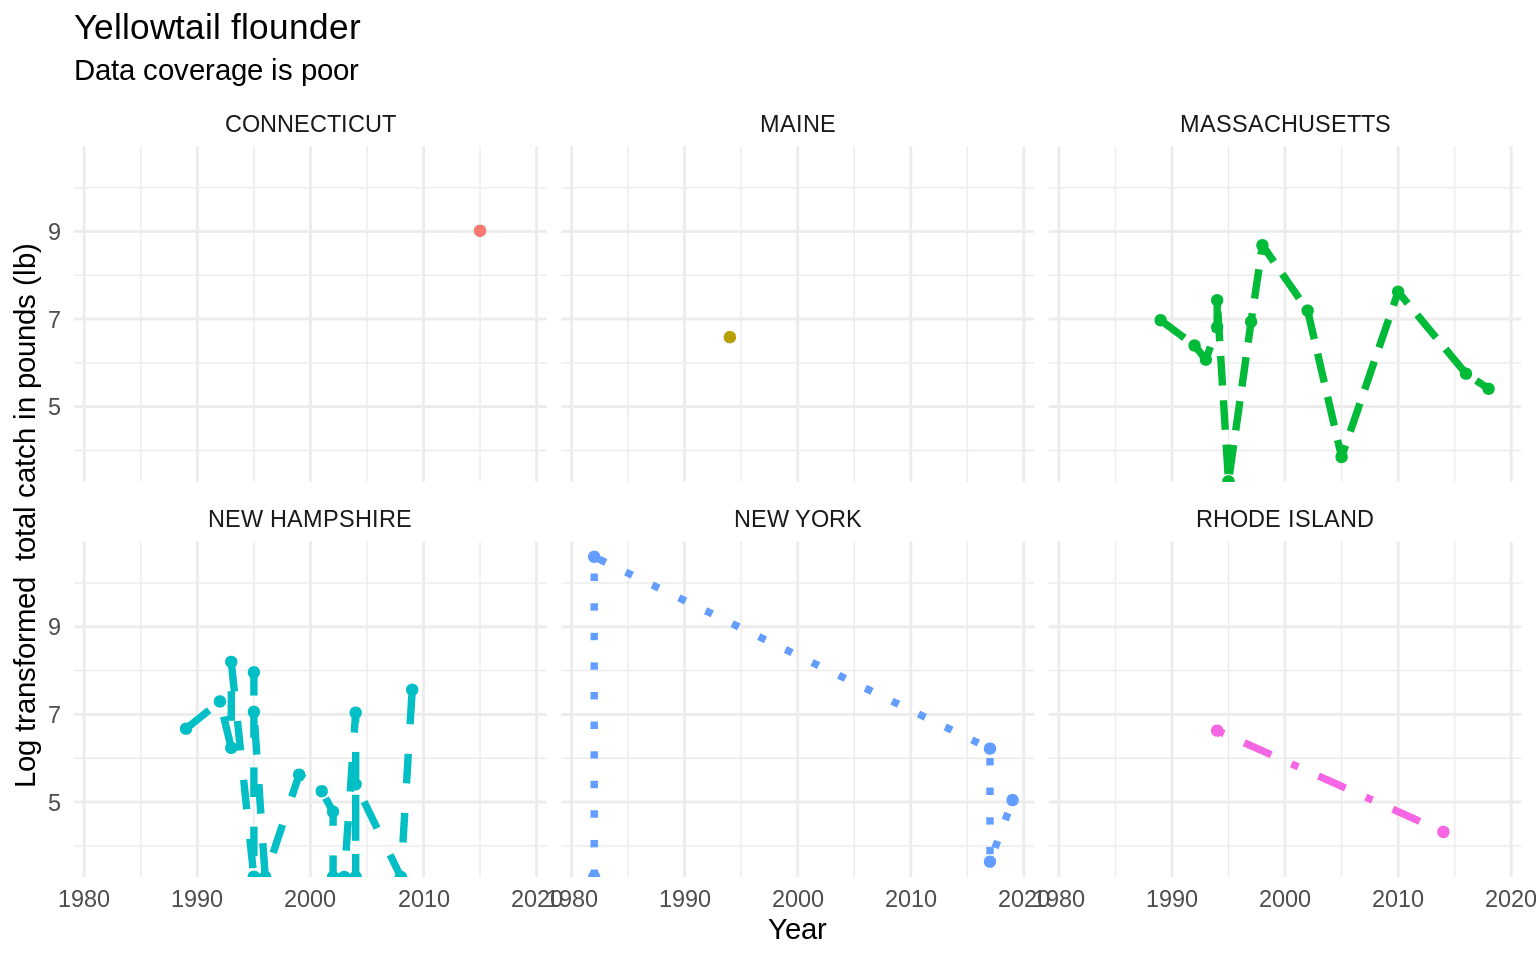 Yellowtail flounder
Data coverage is poor
CONNECTICUT
MAINE
MASSACHUSETTS
9
7
5
NEW HAMPSHIRE
NEW YORK
RHODE ISLAND
9
7
5
Log transformed  total catch in pounds (lb)
1980 1990 2000 2010 2020 1980 1990 2000 2010 2020 1980 1990 2000 2010 2020
Year